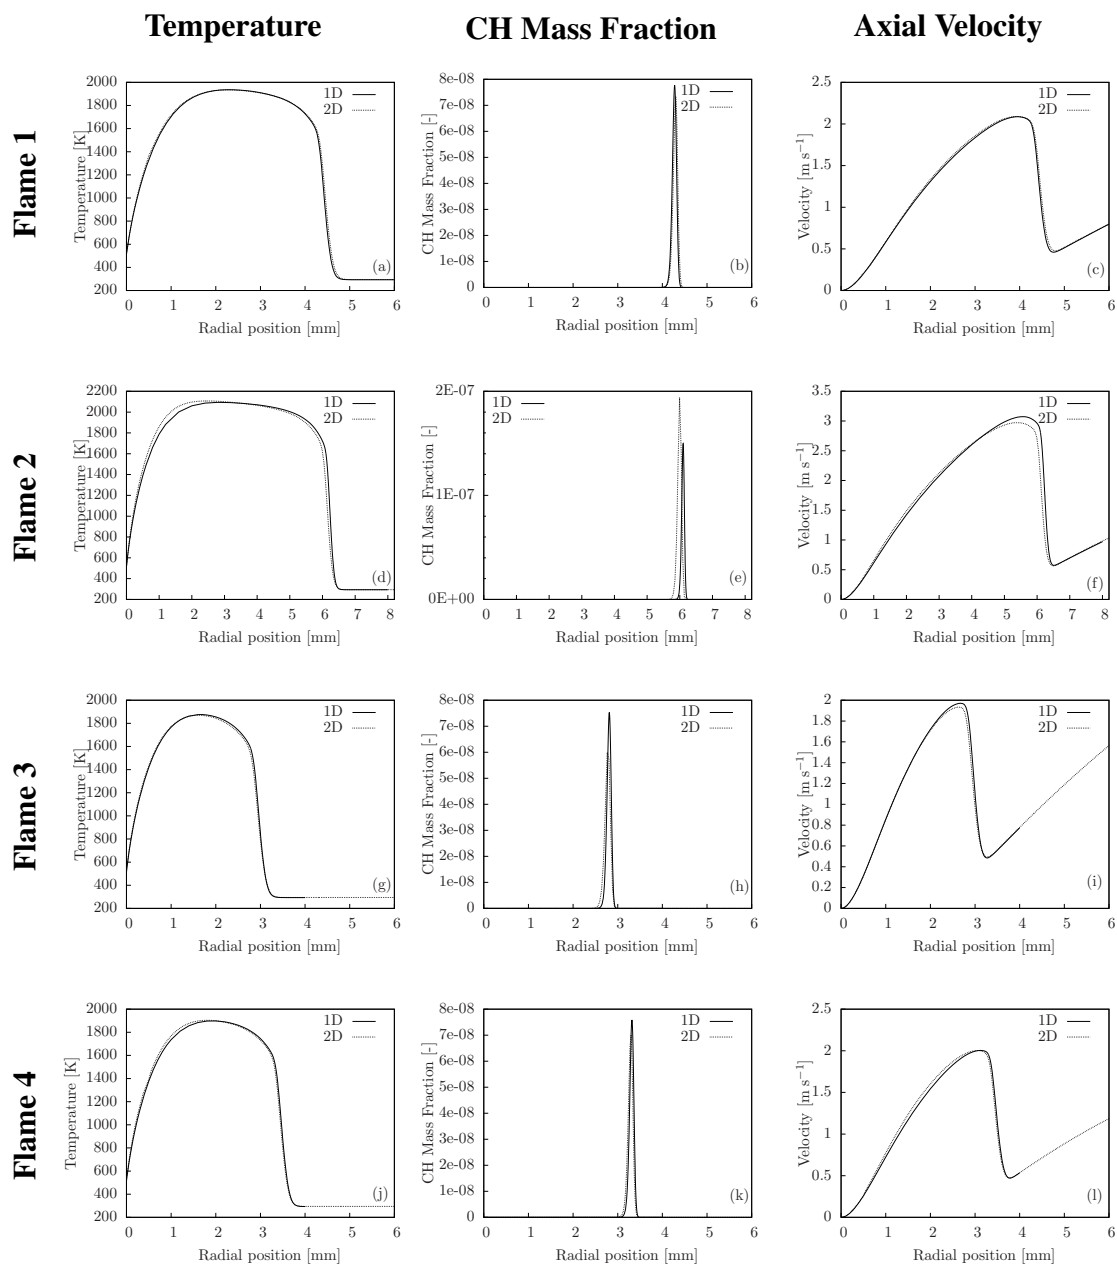 Temperature
CH Mass Fraction
Axial Velocity
Flame 1
Temperature [K]
2000
1800
1600
1400
1200
1000
800
600
400
200
0 1 2 3 4 5 6
Radial position [mm]
1D
2D
(a)
CH Mass Fraction [-]
8e-08
7e-08
6e-08
5e-08
4e-08
3e-08
2e-08
1e-08
0
0 1 2 3 4 5 6
Radial position [mm]
1D
2D
(b)
Velocity [m s−1]
2.5
2
1.5
1
0.5
0
0 1 2 3 4 5 6
Radial position [mm]
1D
2D
(c)
Flame 2
Temperature [K]
2200
2000
1800
1600
1400
1200
1000
800
600
400
200
0 1 2 3 4 5 6 7 8
Radial position [mm]
1D
2D
(d)
CH Mass Fraction [-]
2E-07
1E-07
0E+00
0 1 2 3 4 5 6 7 8
Radial position [mm]
1D
2D
(e)
Velocity [m s−1]
3.5
3
2.5
2
1.5
1
0.5
0
0 1 2 3 4 5 6 7 8
Radial position [mm]
1D
2D
(f)
Flame 3
Temperature [K]
2000
1800
1600
1400
1200
1000
800
600
400
200
0 1 2 3 4 5 6
Radial position [mm]
1D
2D
(g)
CH Mass Fraction [-]
8e-08
7e-08
6e-08
5e-08
4e-08
3e-08
2e-08
1e-08
0
0 1 2 3 4 5 6
Radial position [mm]
1D
2D
(h)
Velocity [m s−1]
2
1.8
1.6
1.4
1.2
1
0.8
0.6
0.4
0.2
0
0 1 2 3 4 5 6
Radial position [mm]
1D
2D
(i)
Flame 4
Temperature [K]
2000
1800
1600
1400
1200
1000
800
600
400
200
0 1 2 3 4 5 6
Radial position [mm]
1D
2D
(j)
CH Mass Fraction [-]
8e-08
7e-08
6e-08
5e-08
4e-08
3e-08
2e-08
1e-08
0
0 1 2 3 4 5 6
Radial position [mm]
1D
2D
(k)
Velocity [m s−1]
2.5
2
1.5
1
0.5
0
0 1 2 3 4 5 6
Radial position [mm]
1D
2D
(l)